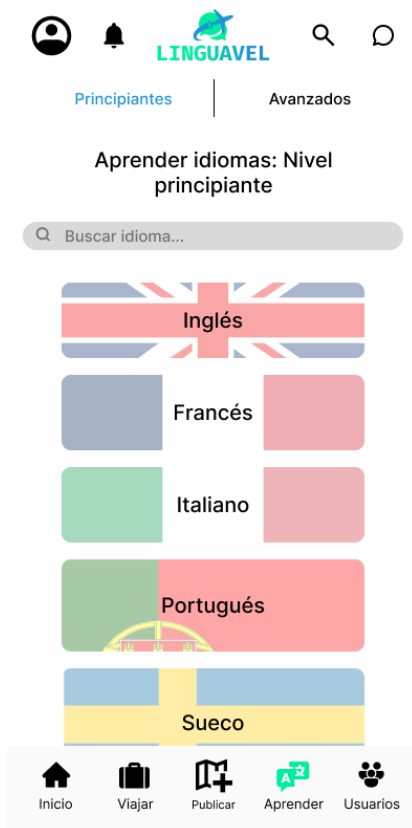 LINGUAVEL
Principiantes
Avanzados
Aprender idiomas: Nivel
principiante
Buscar idioma...
Inglés
Francés
Italiano
Portugués
Sueco
Inicio
Viajar
Publicar
A
Aprender
Usuarios